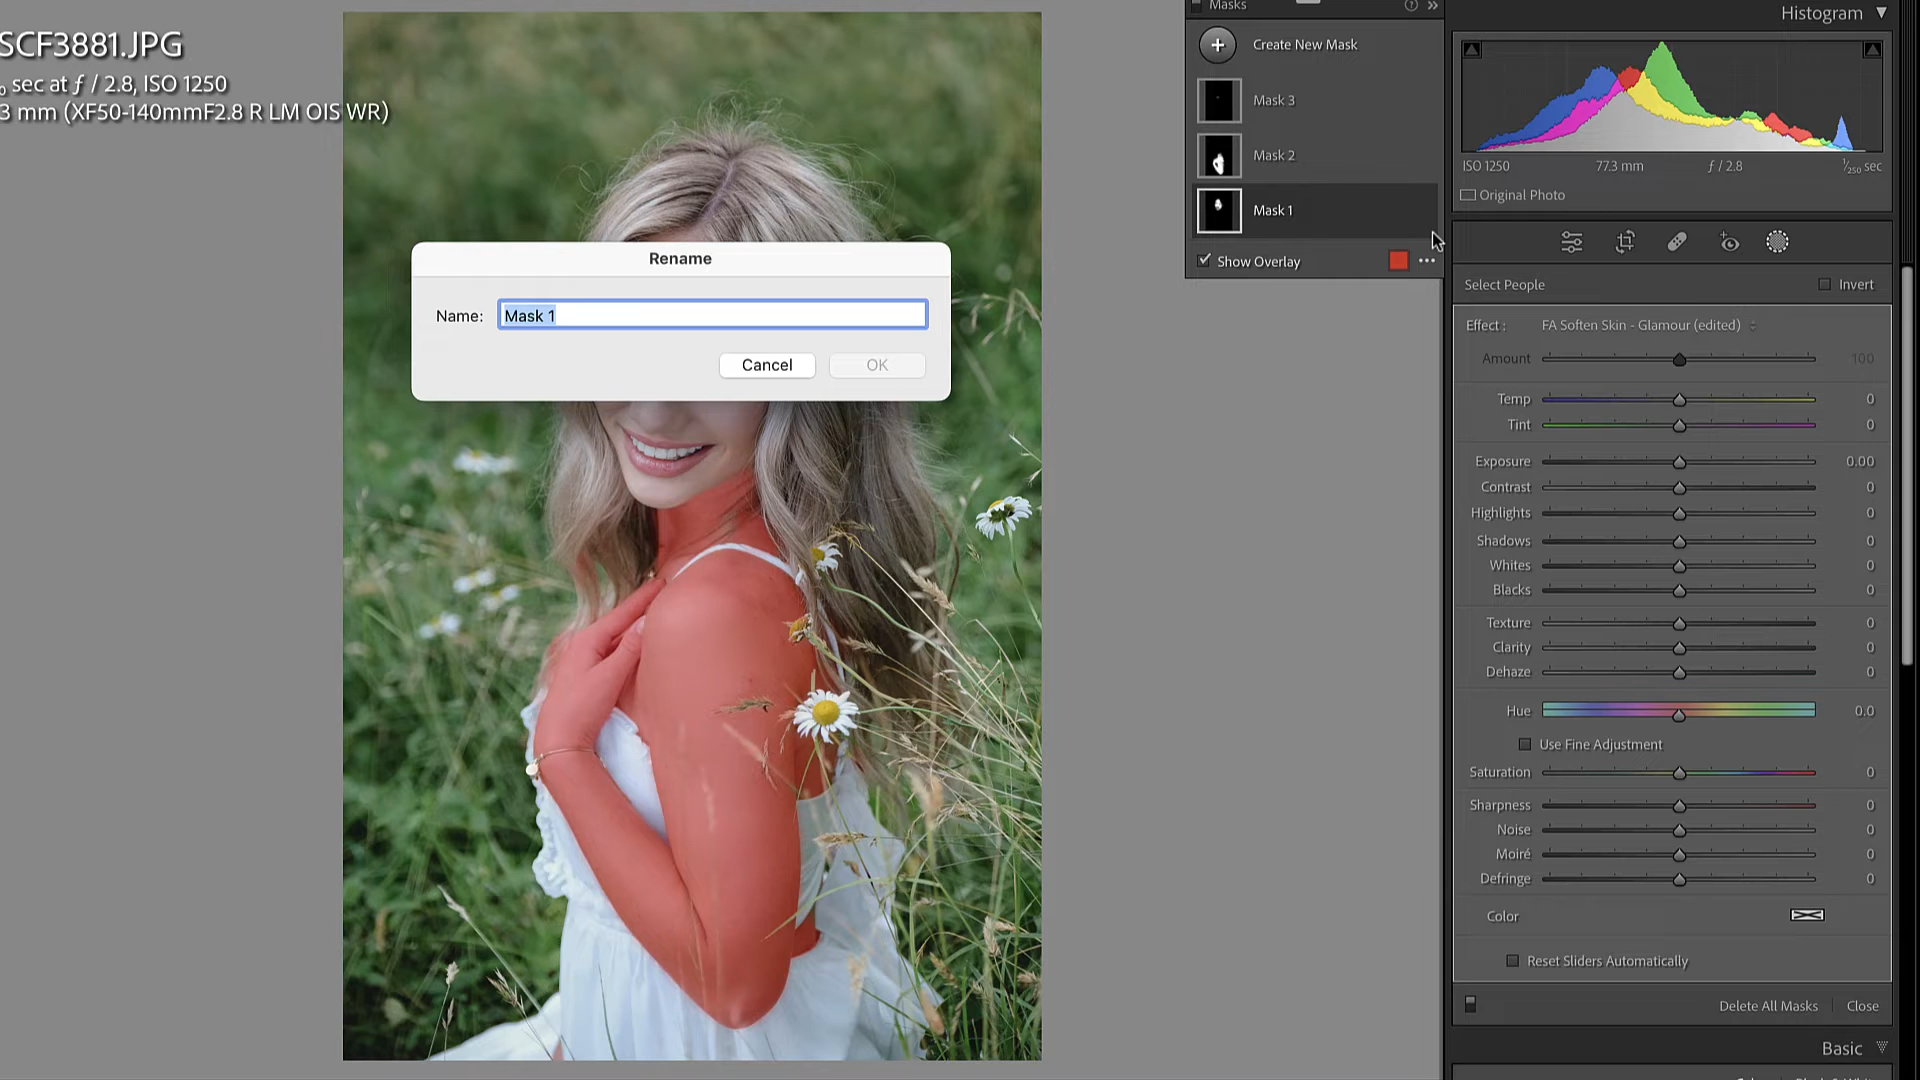 SCF3881.JPG
sec at ƒ / 2.8, ISO 1250
3 mm (XF50-140mmF2.8 R LM OIS WR)
Rename
Name: Mask 1
Cancel OK
Masks
Create New Mask
Mask 3
Mask 2
Mask 1
Show Overlay
Histogram
ISO 1250 77.3 mm ƒ / 2.8 1/250 sec
Original Photo
Select People Invert
Effect : FA Soften Skin - Glamour (edited)
Amount 100
Temp 0
Tint 0
Exposure 0.00
Contrast 0
Highlights 0
Shadows 0
Whites 0
Blacks 0
Texture 0
Clarity 0
Dehaze 0
Hue 0.0
Use Fine Adjustment
Saturation 0
Sharpness 0
Noise 0
Moiré 0
Defringe 0
Color
Reset Sliders Automatically
Delete All Masks Close
Basic